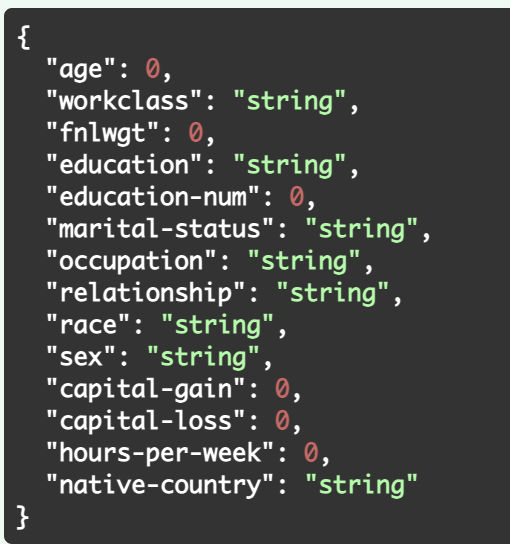 {
  "age": 0,
  "workclass": "string",
  "fnlwgt": 0,
  "education": "string",
  "education-num": 0,
  "marital-status": "string",
  "occupation": "string",
  "relationship": "string",
  "race": "string",
  "sex": "string",
  "capital-gain": 0,
  "capital-loss": 0,
  "hours-per-week": 0,
  "native-country": "string"
}